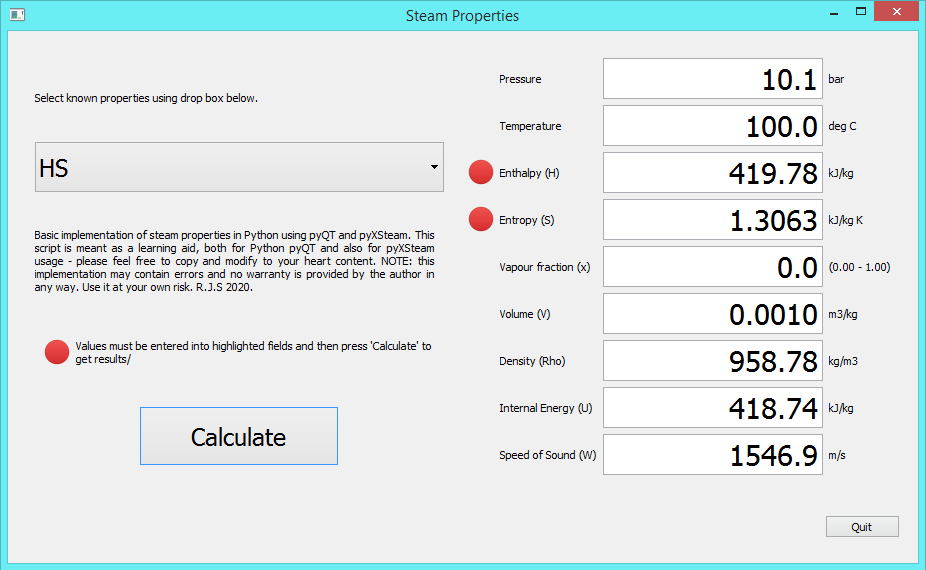 Steam Properties
Select known properties using drop box below.
HS
Basic implementation of steam properties in Python using pyQT and pyXSteam. This
script is meant as a learning aid, both for Python pyQT and also for pyXSteam
usage - please feel free to copy and modify to your heart content. NOTE: this
implementation may contain errors and no warranty is provided by the author in
any way. Use it at your own risk. R.J.S 2020.
Values must be entered into highlighted fields and then press 'Calculate' to
get results/
Calculate
Pressure 10.1 bar
Temperature 100.0 deg C
Enthalpy (H) 419.78 kJ/kg
Entropy (S) 1.3063 kJ/kg K
Vapour fraction (x) 0.0 (0.00 - 1.00)
Volume (V) 0.0010 m3/kg
Density (Rho) 958.78 kg/m3
Internal Energy (U) 418.74 kJ/kg
Speed of Sound (W) 1546.9 m/s
Quit